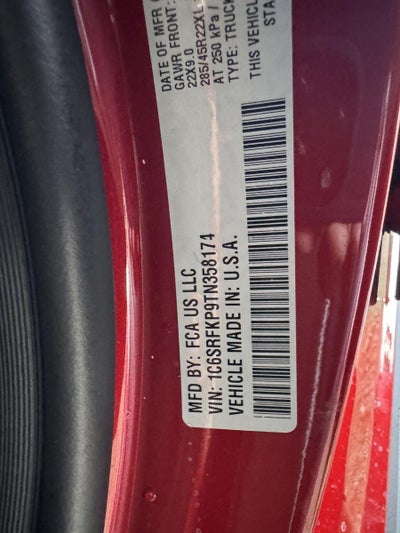 MFD BY: FCA US LLC
VIN: 1C6SRFKP9TN358174
VEHICLE MADE IN: U.S.A.
DATE OF MFR
GAWR FRONT:
22X9.0
285/45R22XL
AT 250 kPa /
TYPE: TRUCK
THIS VEHICL
STA